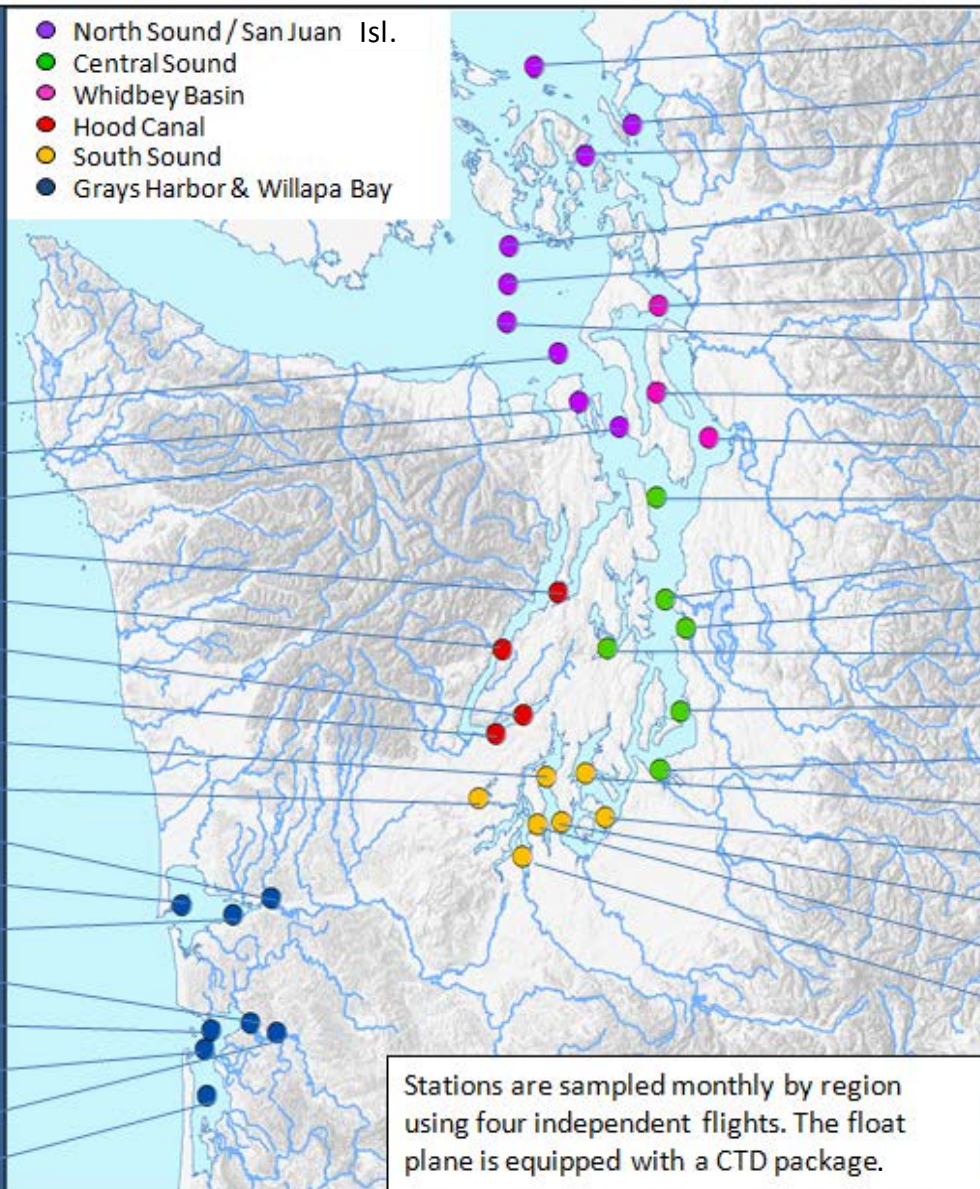 North Sound / San Juan Isl.
Central Sound
Whidbey Basin
Hood Canal
South Sound
Grays Harbor & Willapa Bay
Stations are sampled monthly by region
using four independent flights. The float
plane is equipped with a CTD package.